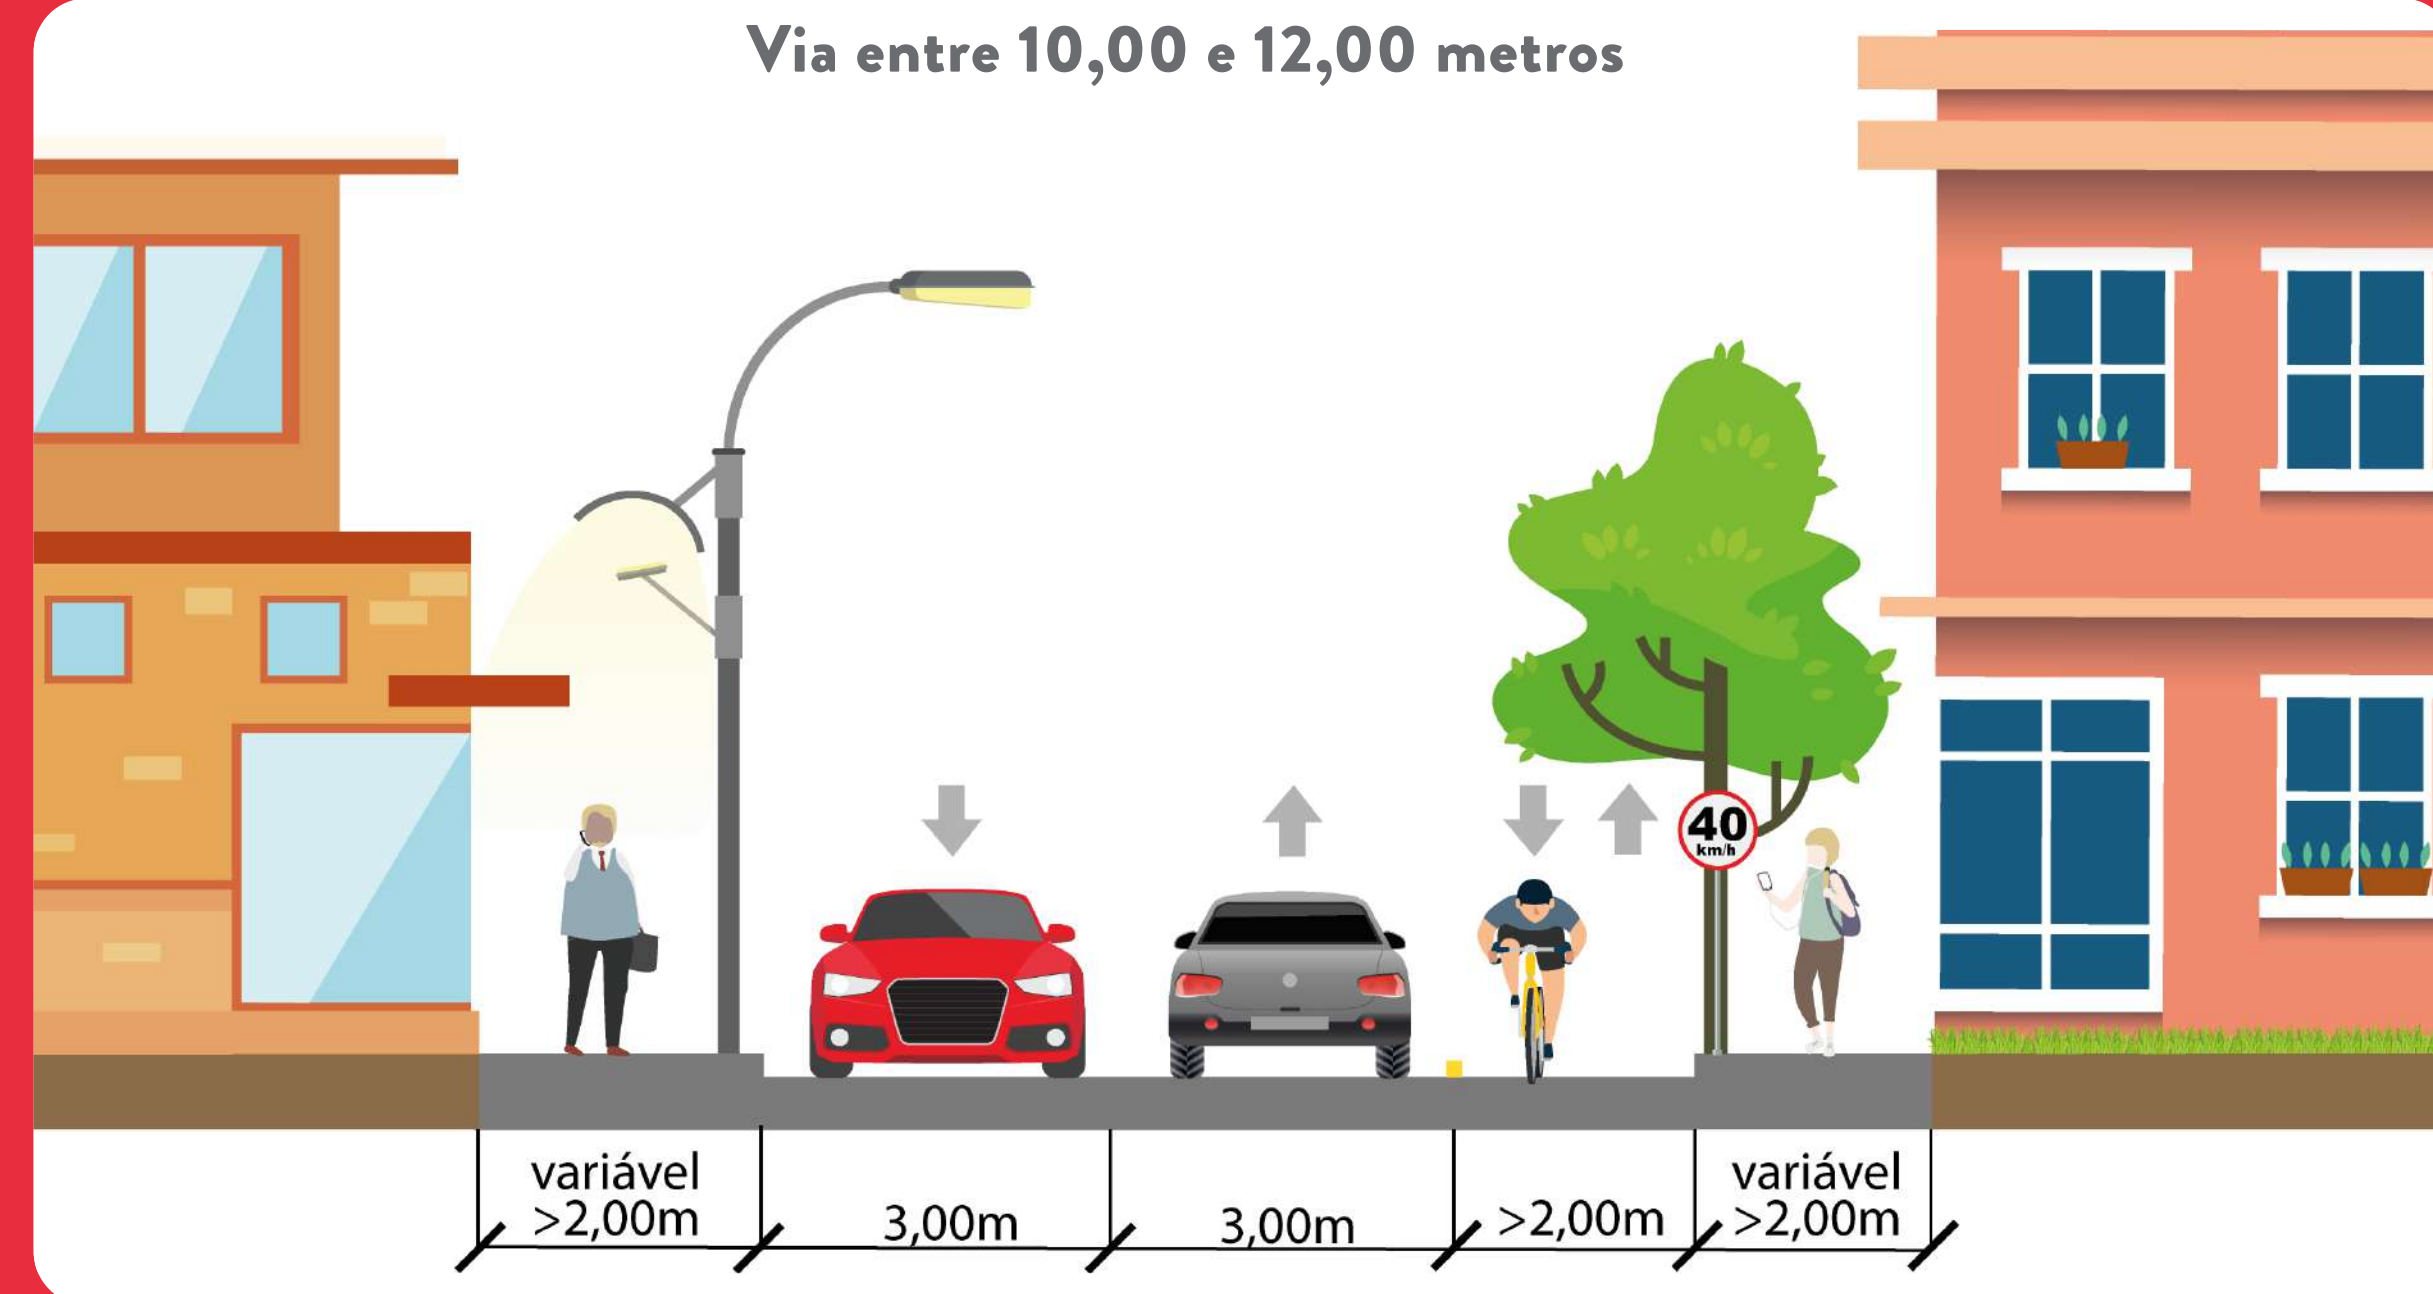 Via entre 10,00 e 12,00 metros
40
km/h
variável
>2,00m
3,00m
3,00m
>2,00m
variável
>2,00m